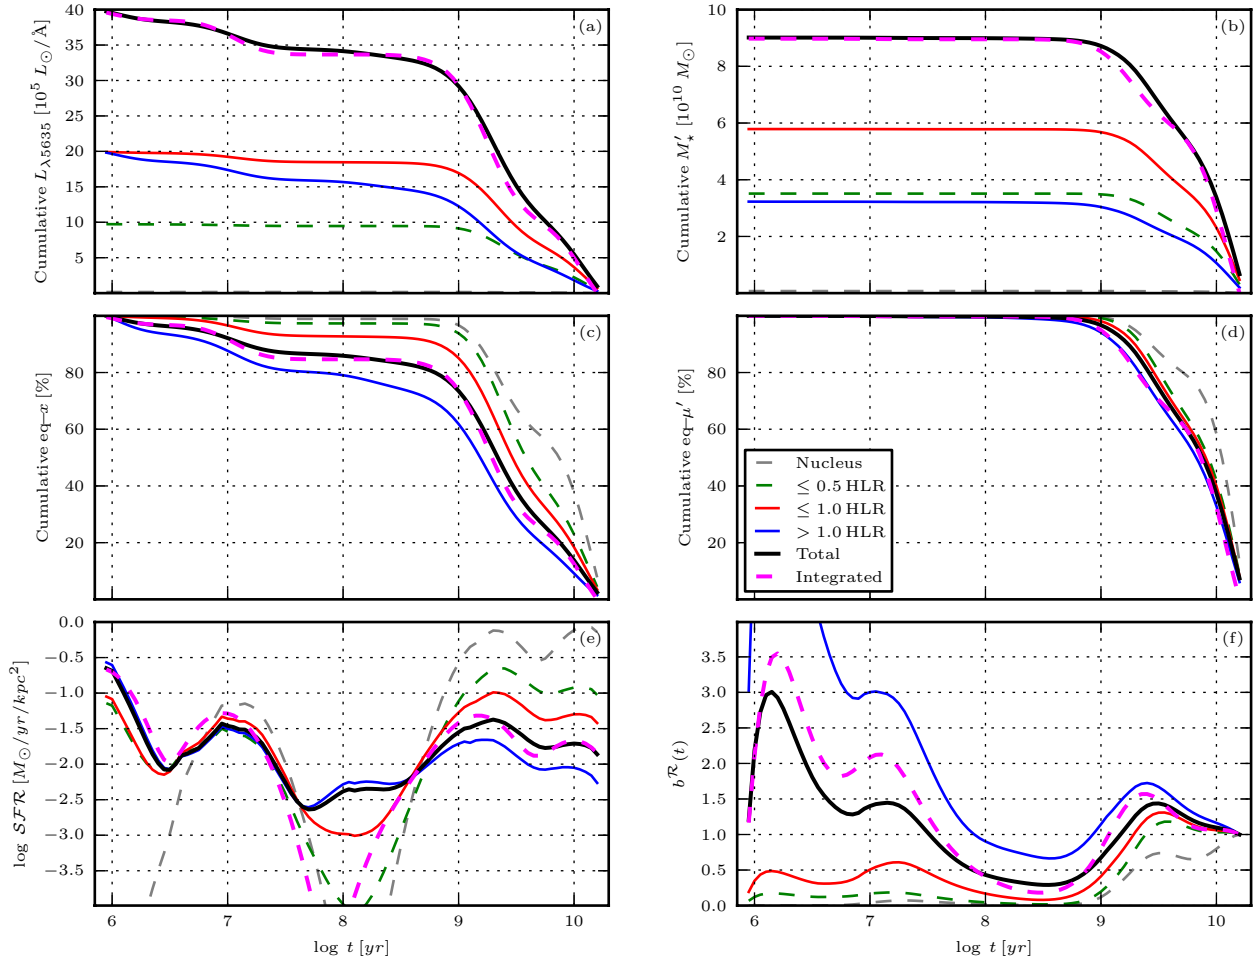 (a)
Cumulative L_λ5635 [10^5 L_⊙/Å]
40
35
30
25
20
15
10
5
(b)
Cumulative M′_⋆ [10^10 M_⊙]
10
8
6
4
2
(c)
Cumulative eq–x [%]
80
60
40
20
(d)
Cumulative eq–μ′ [%]
80
60
40
20
Nucleus
≤ 0.5 HLR
≤ 1.0 HLR
> 1.0 HLR
Total
Integrated
(e)
log SFR [M_⊙/yr/kpc^2]
0.0
−0.5
−1.0
−1.5
−2.0
−2.5
−3.0
−3.5
6
7
8
9
10
log t [yr]
(f)
b^R(t)
3.5
3.0
2.5
2.0
1.5
1.0
0.5
0.0
6
7
8
9
10
log t [yr]